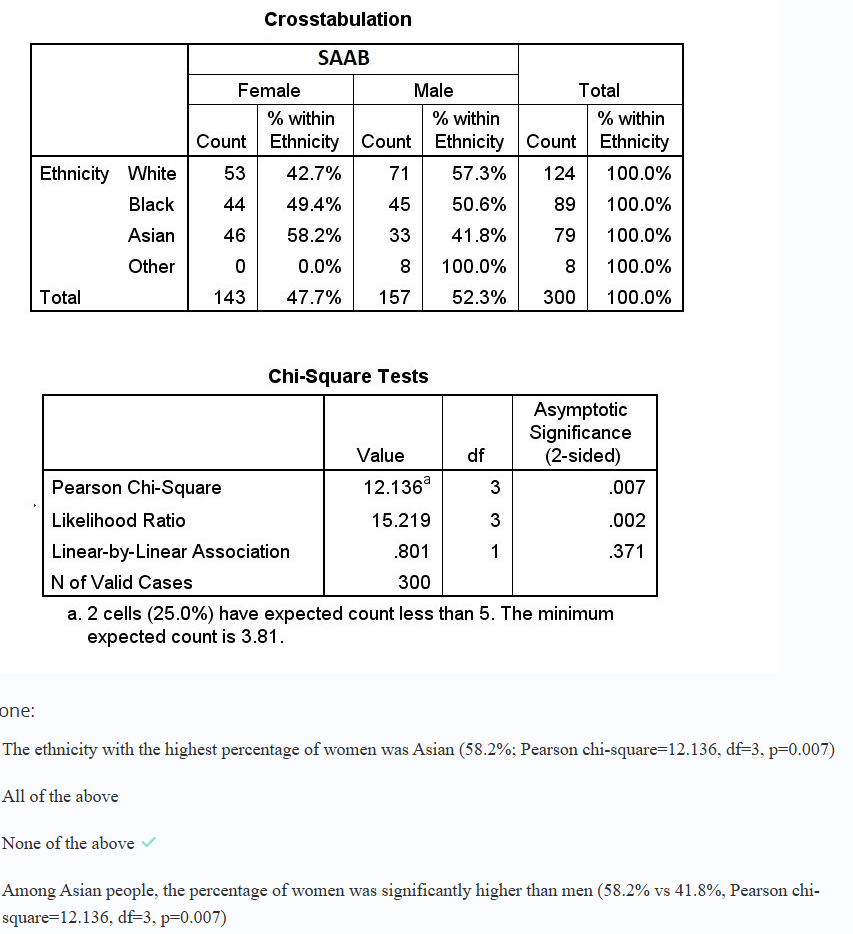 Crosstabulation
SAAB
Female Male Total
Count % within Ethnicity Count % within Ethnicity Count % within Ethnicity
Ethnicity White 53 42.7% 71 57.3% 124 100.0%
Black 44 49.4% 45 50.6% 89 100.0%
Asian 46 58.2% 33 41.8% 79 100.0%
Other 0 0.0% 8 100.0% 8 100.0%
Total 143 47.7% 157 52.3% 300 100.0%
Chi-Square Tests
Value df Asymptotic Significance (2-sided)
Pearson Chi-Square 12.136a 3 .007
Likelihood Ratio 15.219 3 .002
Linear-by-Linear Association .801 1 .371
N of Valid Cases 300
a. 2 cells (25.0%) have expected count less than 5. The minimum
expected count is 3.81.
one:
The ethnicity with the highest percentage of women was Asian (58.2%; Pearson chi-square=12.136, df=3, p=0.007)
All of the above
None of the above ✓
Among Asian people, the percentage of women was significantly higher than men (58.2% vs 41.8%, Pearson chi-
square=12.136, df=3, p=0.007)